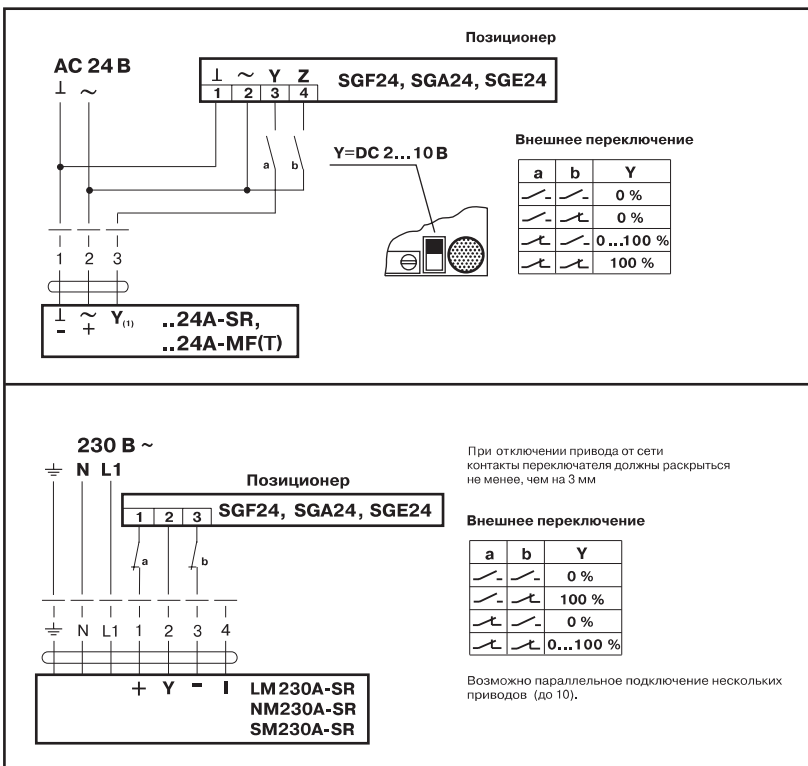 Позиционер
AC 24 В
⊥ ~
⊥ ~ Y Z
1 2 3 4
SGF24, SGA24, SGE24
a b
Y=DC 2...10 В
Внешнее переключение
a b Y
0 %
0 %
0...100 %
100 %
1 2 3
⊥ ~ Y(1)
- +
..24A-SR,
..24A-MF(T)
230 В ~
N L1
Позиционер
1 2 3
SGF24, SGA24, SGE24
a b
N L1 1 2 3 4
+ Y - I
LM230A-SR
NM230A-SR
SM230A-SR
При отключении привода от сети
контакты переключателя должны раскрыться
не менее, чем на 3 мм
Внешнее переключение
a b Y
0 %
100 %
0 %
0...100 %
Возможно параллельное подключение нескольких
приводов (до 10).